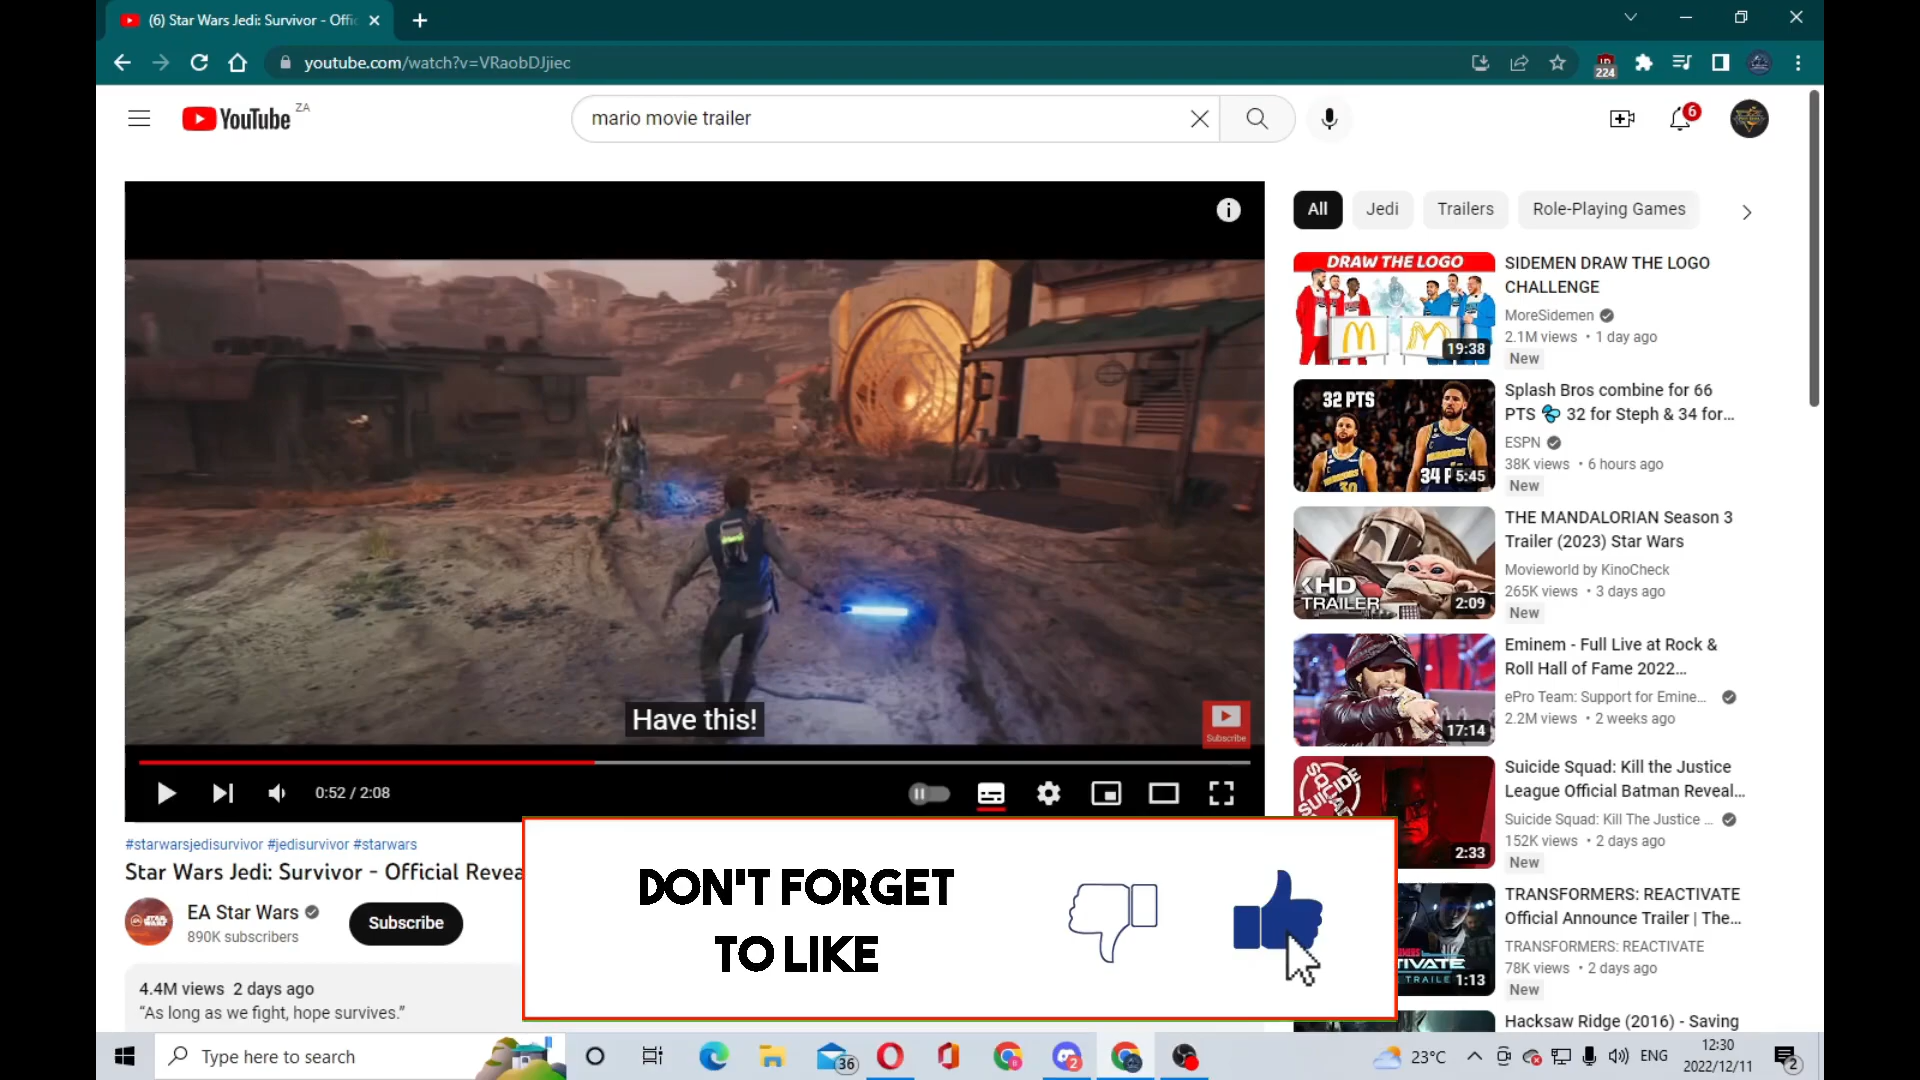 (6) Star Wars Jedi: Survivor - Offic
youtube.com/watch?v=VRaobDJjiec
224
YouTube ZA
mario movie trailer
6
All
Jedi
Trailers
Role-Playing Games
Have this!
Subscribe
0:52 / 2:08
#starwarsjedisurvivor #jedisurvivor #starwars
Star Wars Jedi: Survivor - Official Revea
EA Star Wars
890K subscribers
Subscribe
4.4M views 2 days ago
“As long as we fight, hope survives.”
DON'T FORGET
TO LIKE
DRAW THE LOGO
19:38
SIDEMEN DRAW THE LOGO
CHALLENGE
MoreSidemen
2.1M views • 1 day ago
New
32 PTS
34 P
5:45
Splash Bros combine for 66
PTS 32 for Steph & 34 for...
ESPN
38K views • 6 hours ago
New
KHD
TRAILER
2:09
THE MANDALORIAN Season 3
Trailer (2023) Star Wars
Movieworld by KinoCheck
265K views • 3 days ago
New
17:14
Eminem - Full Live at Rock &
Roll Hall of Fame 2022...
ePro Team: Support for Emine...
2.2M views • 2 weeks ago
2:33
Suicide Squad: Kill the Justice
League Official Batman Reveal...
Suicide Squad: Kill The Justice ...
152K views • 2 days ago
New
1:13
TRANSFORMERS: REACTIVATE
Official Announce Trailer | The...
TRANSFORMERS: REACTIVATE
78K views • 2 days ago
New
Hacksaw Ridge (2016) - Saving
Type here to search
36
2
23°C
ENG
12:30
2022/12/11
2